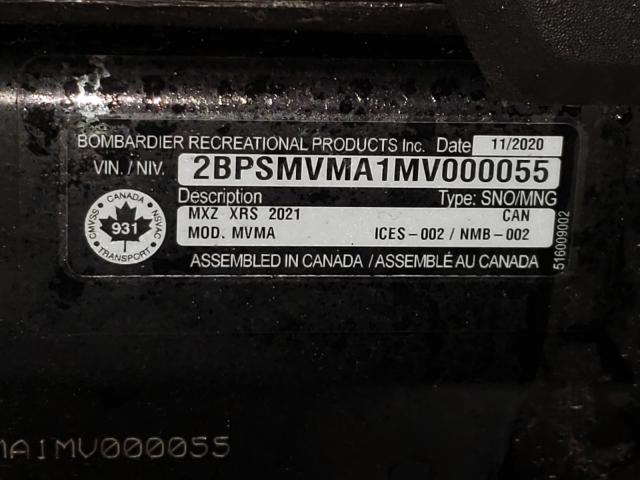 BOMBARDIER RECREATIONAL PRODUCTS Inc. Date 11/2020
VIN./NIV. 2BPSMVMA1MV000055
Description Type: SNO/MNG
MXZ XRS 2021 CAN
MOD. MVMA ICES-002 / NMB-002
ASSEMBLED IN CANADA / ASSEMBLÉ AU CANADA
CANADA
CMVSS 931 NSVAC
TRANSPORT
516009002
MA1MV000055